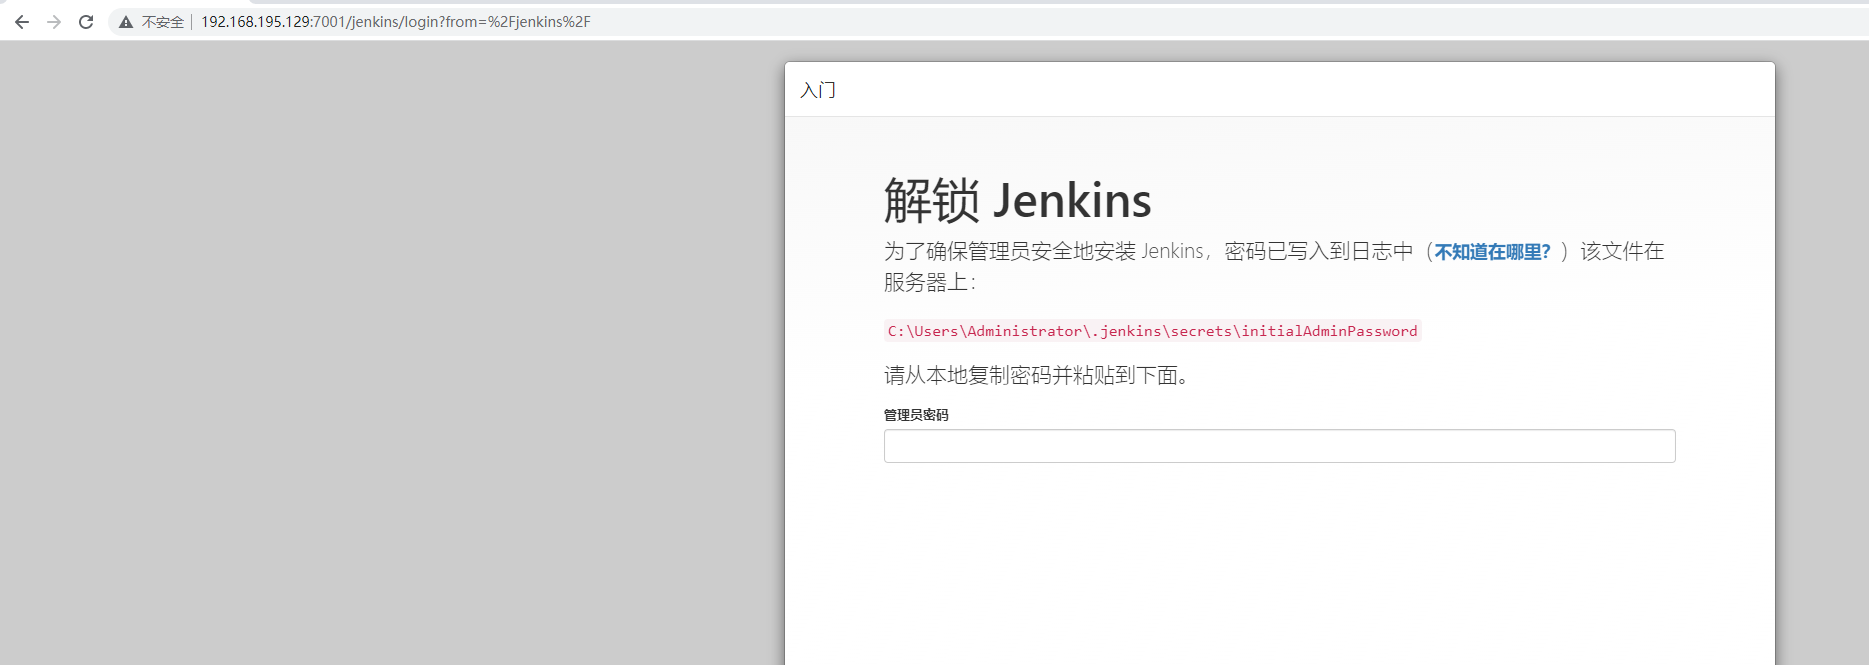 不安全 192.168.195.129:7001/jenkins/login?from=%2Fjenkins%2F
入门
解锁 Jenkins
为了确保管理员安全地安装 Jenkins，密码已写入到日志中（不知道在哪里？）该文件在
服务器上：
C:\Users\Administrator\.jenkins\secrets\initialAdminPassword
请从本地复制密码并粘贴到下面。
管理员密码